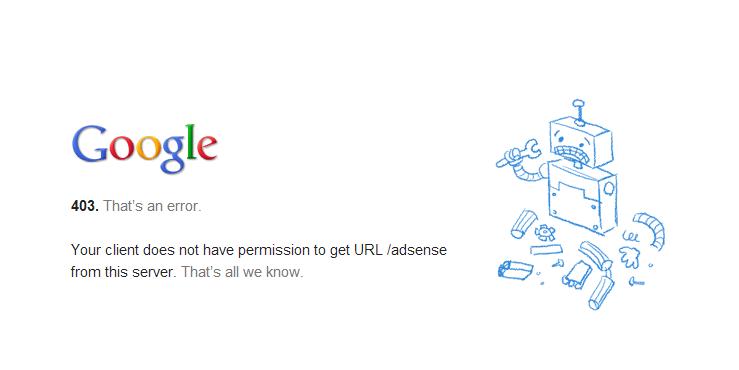 Google
403. That's an error.
Your client does not have permission to get URL /adsense
from this server. That's all we know.